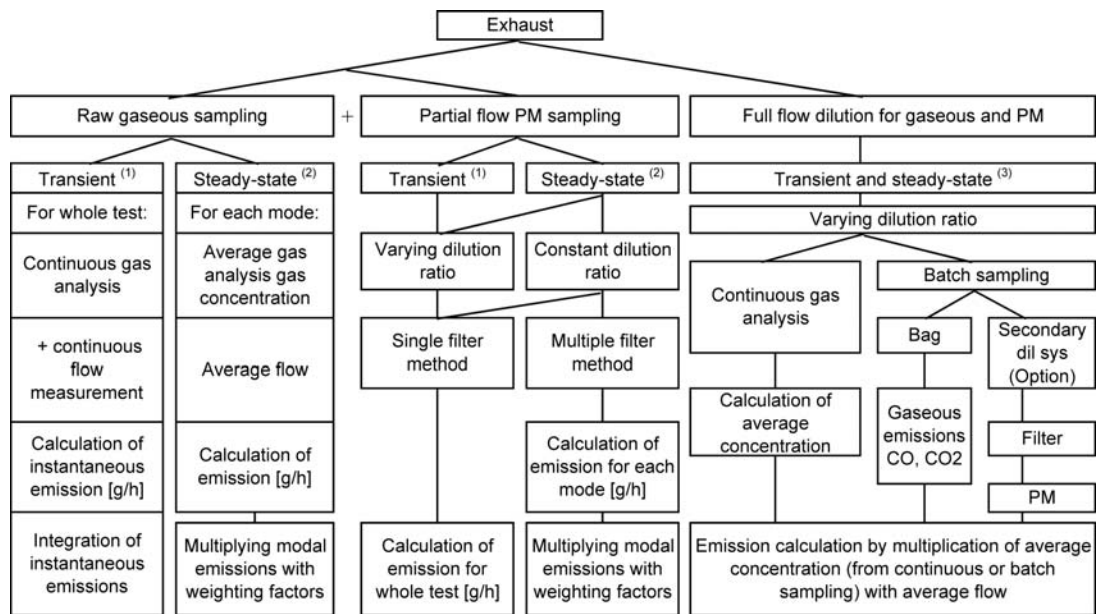 Exhaust
Raw gaseous sampling
+
Partial flow PM sampling
Full flow dilution for gaseous and PM
Transient (1)
Steady-state (2)
Transient (1)
Steady-state (2)
Transient and steady-state (3)
For whole test:
For each mode:
Varying dilution ratio
Continuous gas
analysis
Average gas
analysis gas
concentration
Varying dilution
ratio
Constant dilution
ratio
Continuous gas
analysis
Batch sampling
+ continuous
flow
measurement
Average flow
Single filter
method
Multiple filter
method
Bag
Secondary
dil sys
(Option)
Calculation of
average
concentration
Gaseous
emissions
CO, CO2
Filter
PM
Calculation of
instantaneous
emission [g/h]
Calculation of
emission [g/h]
Calculation of
emission for each
mode [g/h]
Integration of
instantaneous
emissions
Multiplying modal
emissions with
weighting factors
Calculation of
emission for
whole test [g/h]
Multiplying modal
emissions with
weighting factors
Emission calculation by multiplication of average
concentration (from continuous or batch
sampling) with average flow